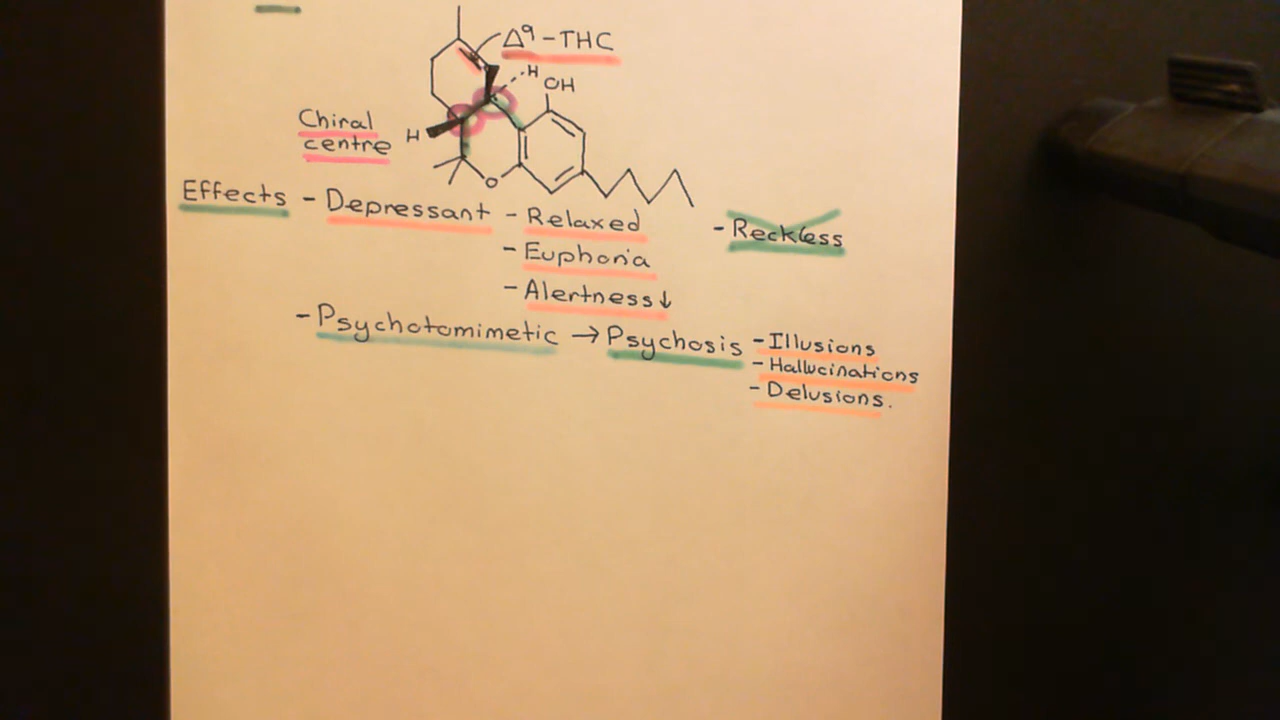 Δ⁹-THC
H
OH
Chiral
centre
H
O
Effects - Depressant - Relaxed - Reckless
- Euphoria
- Alertness↓
- Psychotomimetic → Psychosis - Illusions
- Hallucinations
- Delusions.